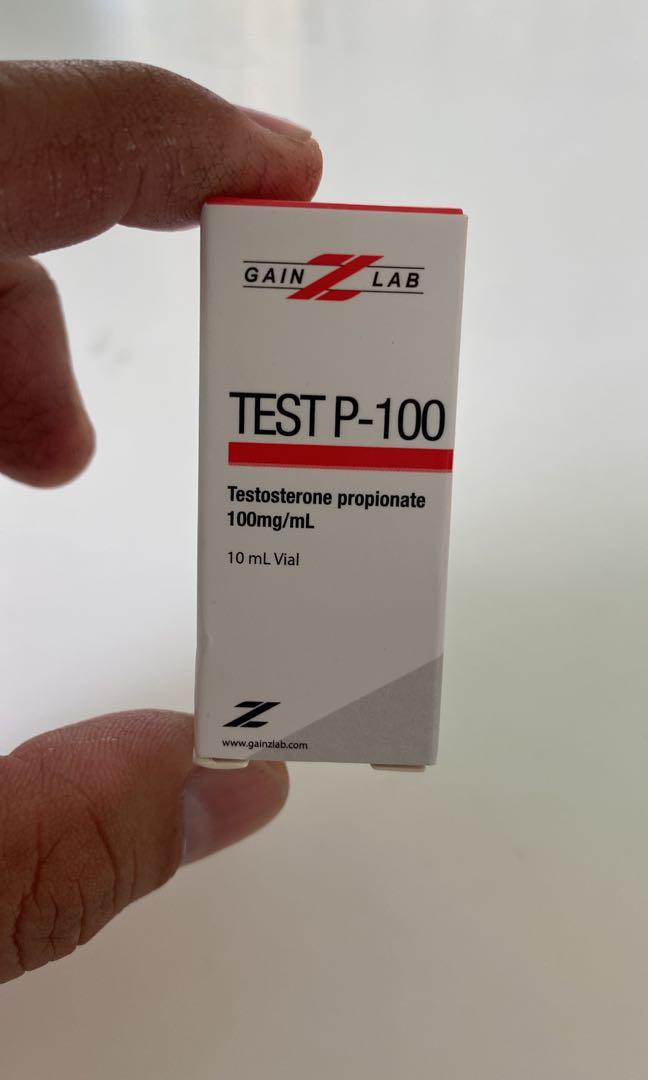 GAIN Z LAB
TEST P-100
Testosterone propionate
100mg/mL
10 mL Vial
Z
www.gainzlab.com